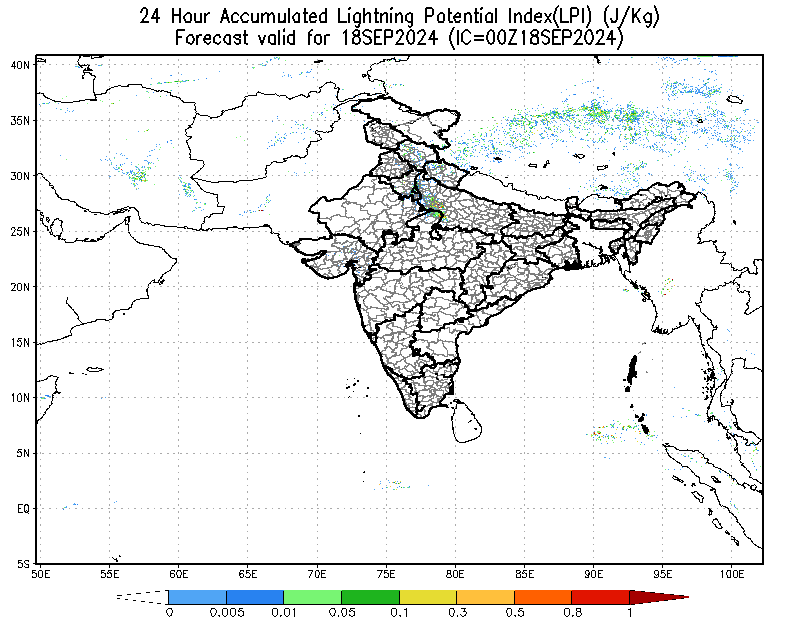 24 Hour Accumulated Lightning Potential Index(LPI) (J/Kg)
Forecast valid for 18SEP2024 (IC=00Z18SEP2024)
40N
35N
30N
25N
20N
15N
10N
5N
EQ
5S
50E 55E 60E 65E 70E 75E 80E 85E 90E 95E 100E
0 0.005 0.01 0.05 0.1 0.3 0.5 0.8 1